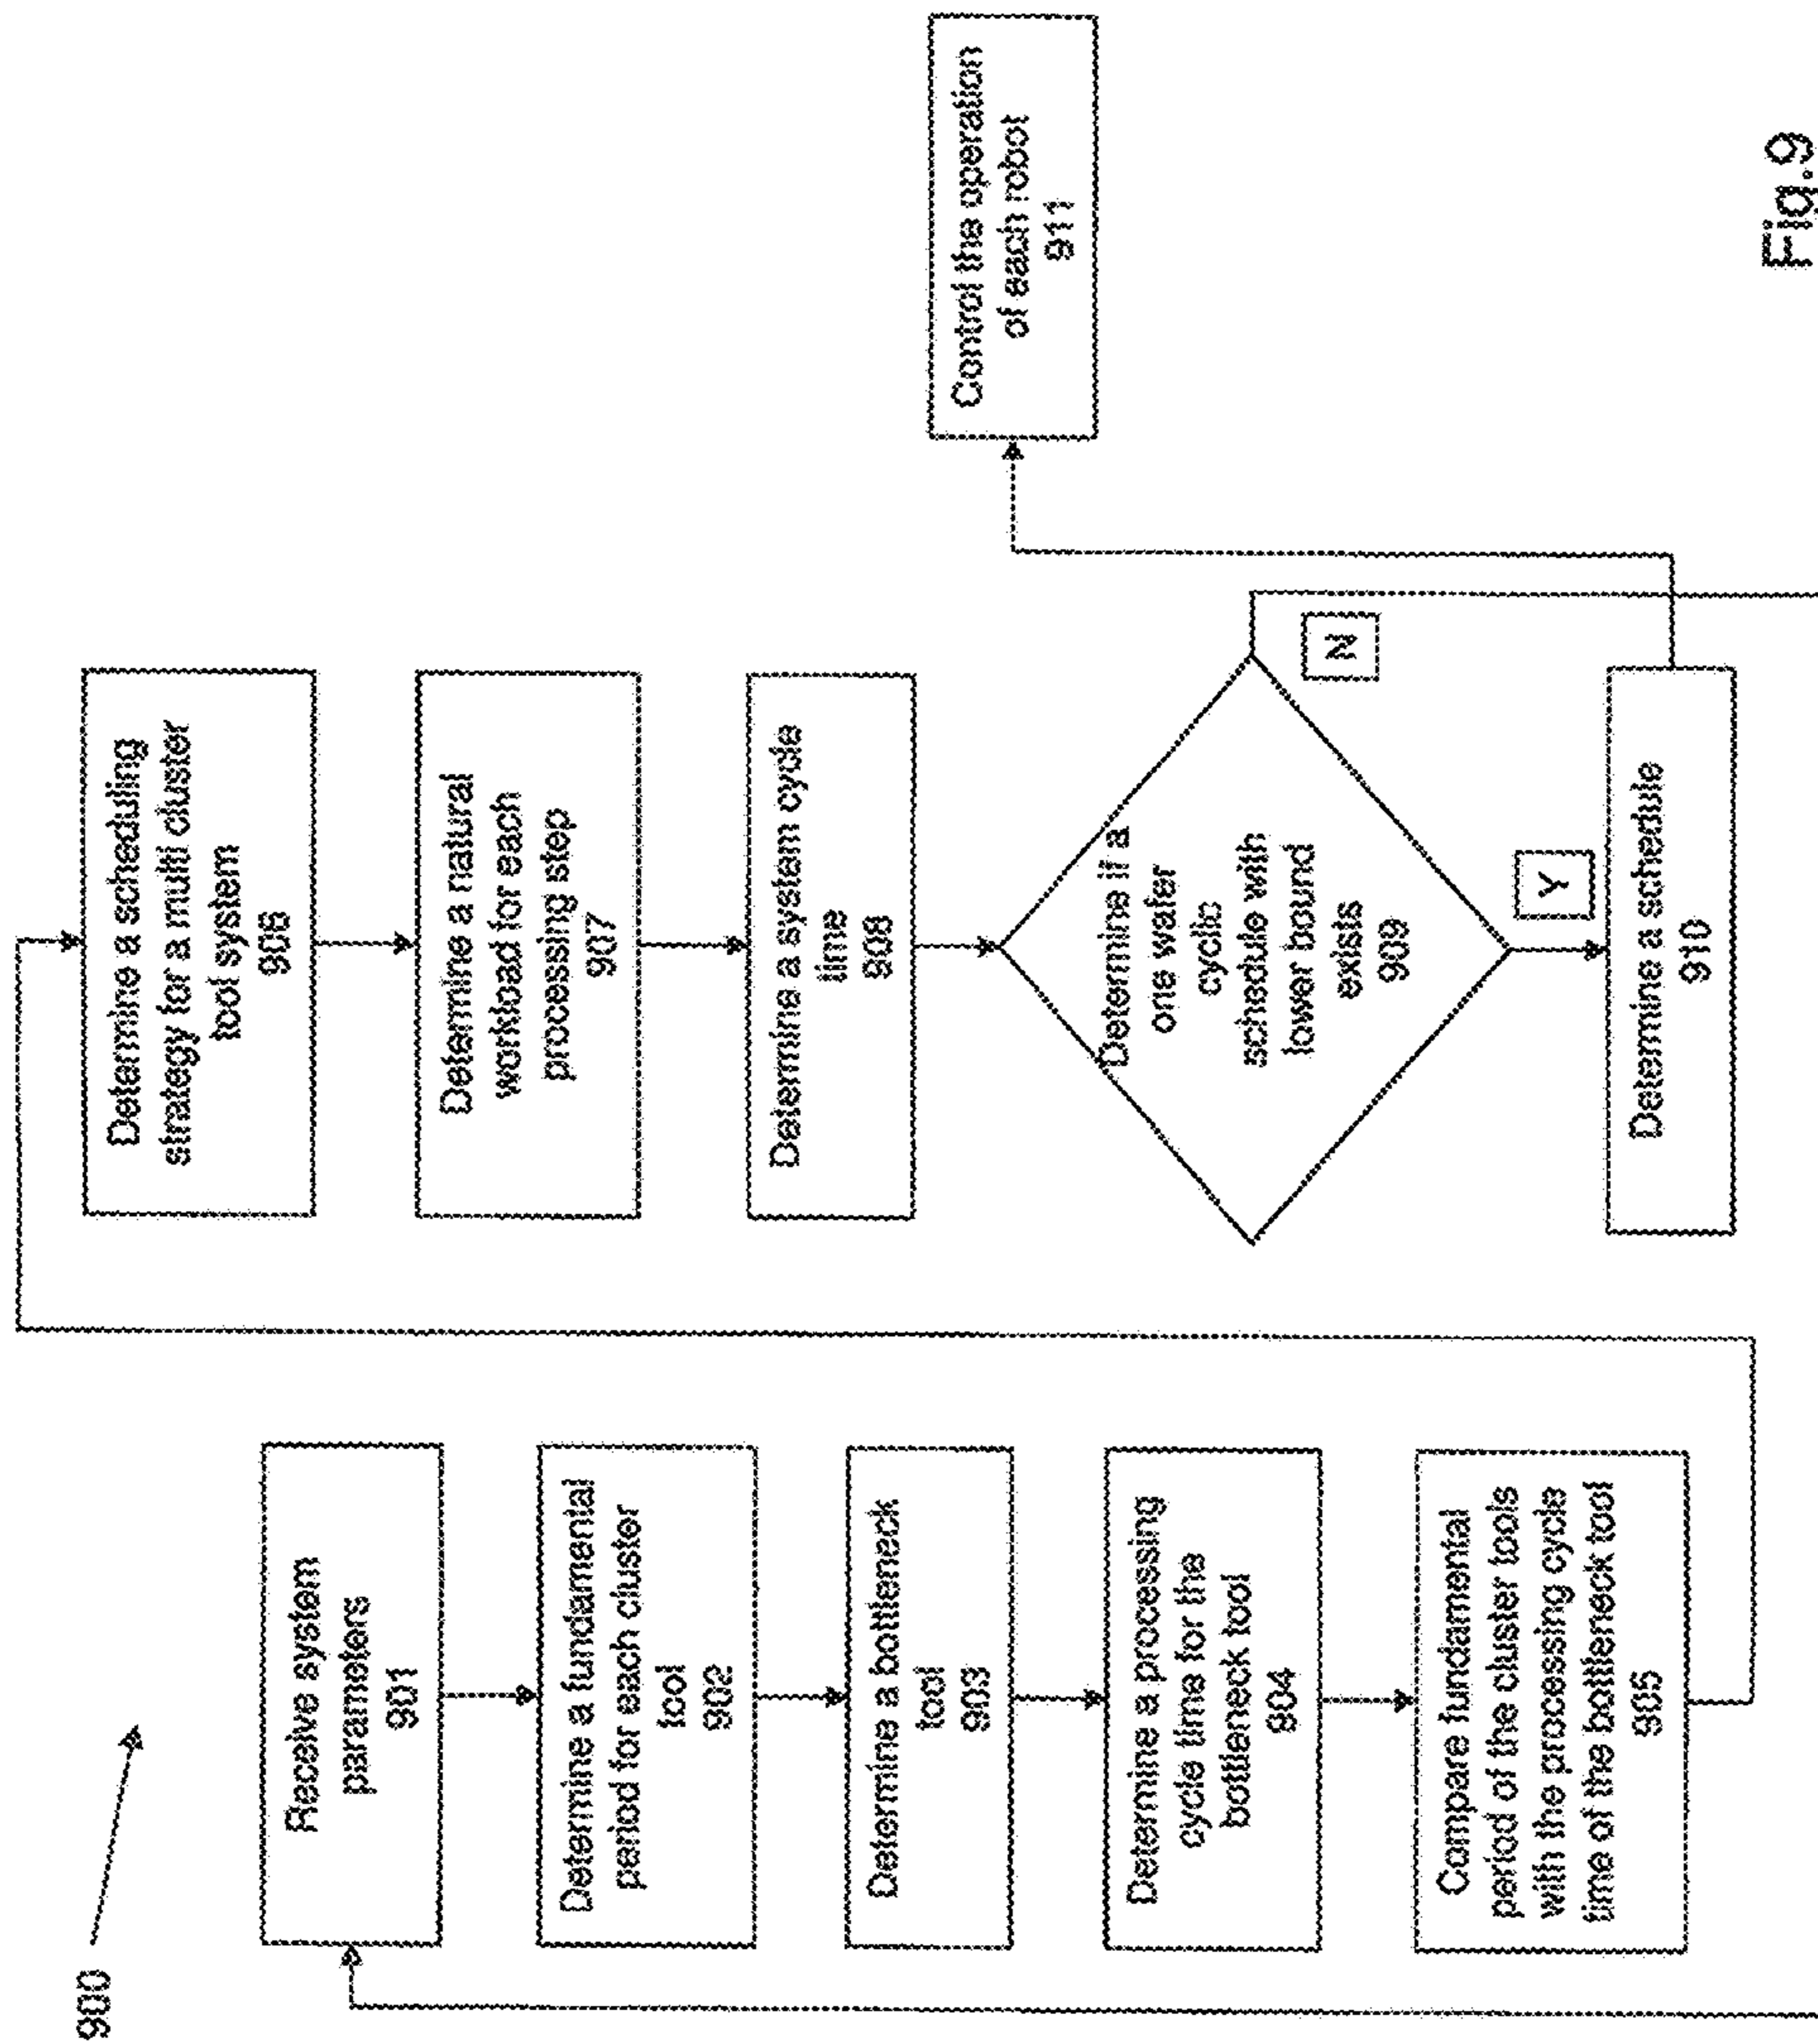 900
Receive system
parameters
901
Determine a fundamental
period for each cluster
tool
902
Determine a bottleneck
tool
903
Determine a processing
cycle time for the
bottleneck tool
904
Compare fundamental
period of the cluster tools
with the processing cycle
time of the bottleneck tool
905
Determine a scheduling
strategy for a multi cluster
tool system
906
Determine a natural
workload for each
processing step
907
Determine a system cycle
time
908
Determine if a
one wafer
cyclic
schedule with
lower bound
exists
909
N
Y
Determine a schedule
910
Control the operation
of each robot
911
Fig.9